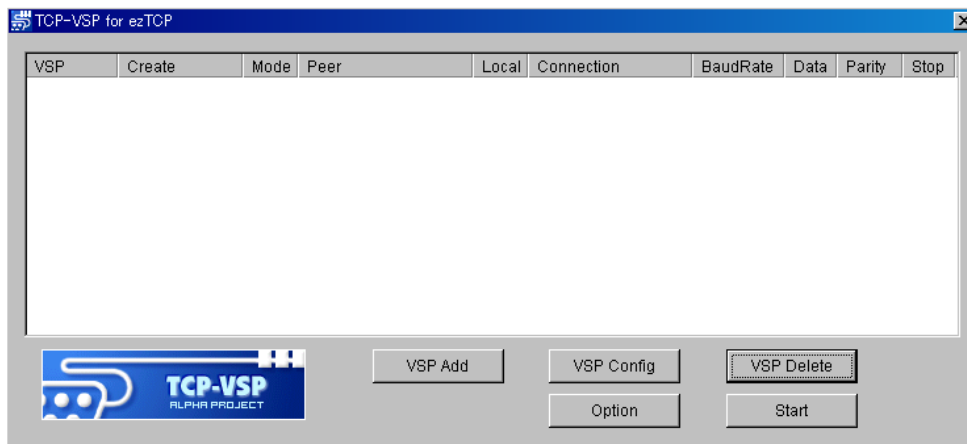 TCP-VSP for ezTCP
VSP Create Mode Peer Local Connection BaudRate Data Parity Stop
VSP Add VSP Config VSP Delete
TCP-VSP
ALPHA PROJECT
Option Start